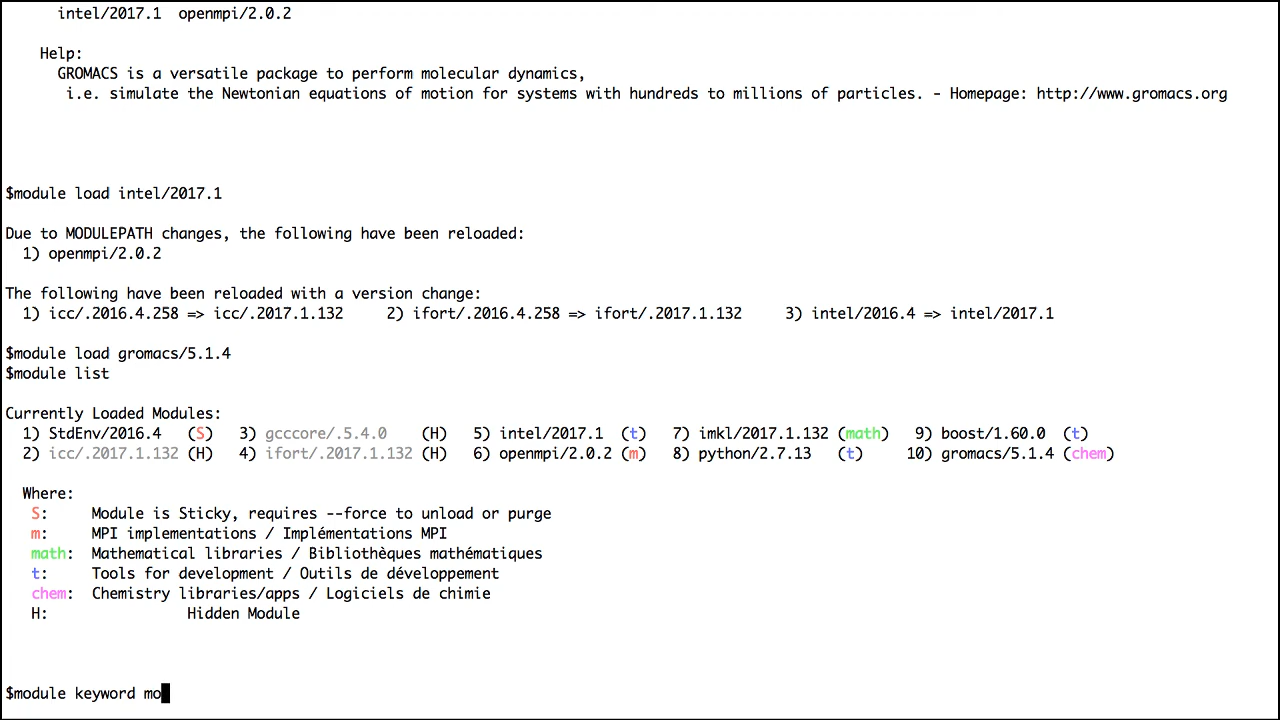 intel/2017.1  openmpi/2.0.2
Help:
GROMACS is a versatile package to perform molecular dynamics,
i.e. simulate the Newtonian equations of motion for systems with hundreds to millions of particles. - Homepage: http://www.gromacs.org
$module load intel/2017.1
Due to MODULEPATH changes, the following have been reloaded:
1) openmpi/2.0.2
The following have been reloaded with a version change:
1) icc/.2016.4.258 => icc/.2017.1.132     2) ifort/.2016.4.258 => ifort/.2017.1.132     3) intel/2016.4 => intel/2017.1
$module load gromacs/5.1.4
$module list
Currently Loaded Modules:
1) StdEnv/2016.4   (S)   3) gcccore/.5.4.0    (H)   5) intel/2017.1  (t)   7) imkl/2017.1.132 (math)   9) boost/1.60.0  (t)
2) icc/.2017.1.132 (H)   4) ifort/.2017.1.132 (H)   6) openmpi/2.0.2 (m)   8) python/2.7.13   (t)     10) gromacs/5.1.4 (chem)
Where:
S:     Module is Sticky, requires --force to unload or purge
m:     MPI implementations / Implémentations MPI
math:  Mathematical libraries / Bibliothèques mathématiques
t:     Tools for development / Outils de développement
chem:  Chemistry libraries/apps / Logiciels de chimie
H:                Hidden Module
$module keyword mo